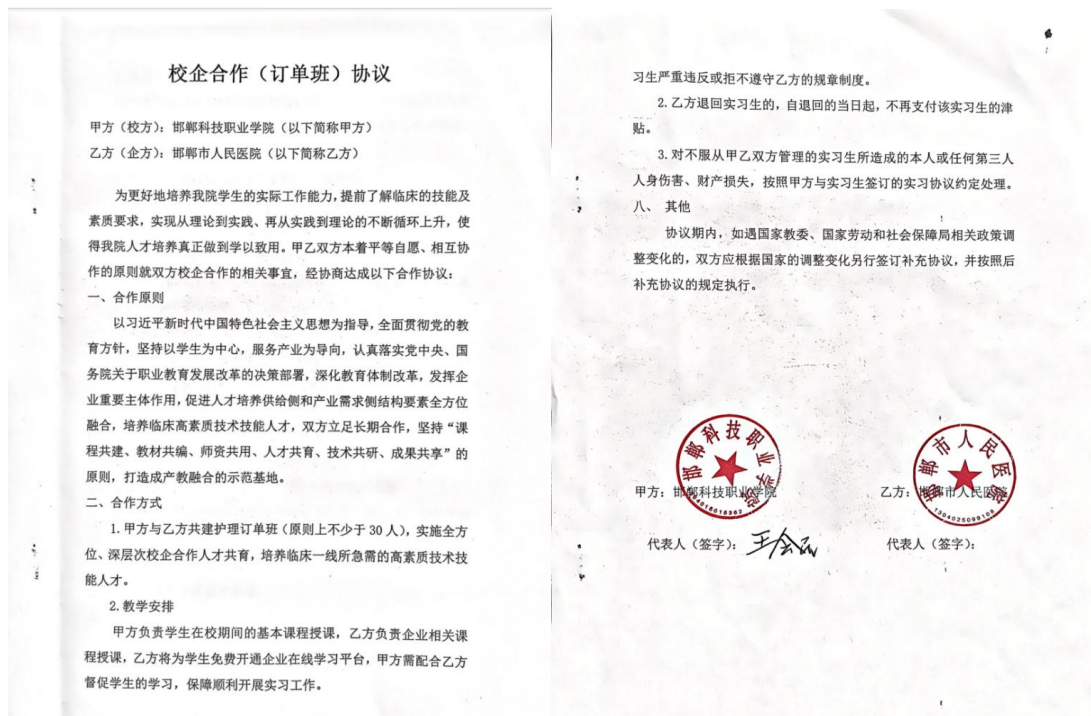 校企合作（订单班）协议
甲方（校方）：邯郸科技职业学院（以下简称甲方）
乙方（企方）：邯郸市人民医院（以下简称乙方）
为更好地培养我院学生的实际工作能力，提前了解临床的技能及
素质要求，实现从理论到实践、再从实践到理论的不断循环上升，使
得我院人才培养真正做到学以致用。甲乙双方本着平等自愿、相互协
作的原则就双方校企合作的相关事宜，经协商达成以下合作协议：
一、合作原则
以习近平新时代中国特色社会主义思想为指导，全面贯彻党的教
育方针，坚持以学生为中心，服务产业为导向，认真落实党中央、国
务院关于职业教育发展改革的决策部署，深化教育体制改革，发挥企
业重要主体作用，促进人才培养供给侧和产业需求侧结构要素全方位
融合，培养临床高素质技术技能人才，双方立足长期合作，坚持“课
程共建、教材共编、师资共用、人才共育、技术共研、成果共享”的
原则，打造成产教融合的示范基地。
二、合作方式
1.甲方与乙方共建护理订单班（原则上不少于 30 人），实施全方
位、深层次校企合作人才共育，培养临床一线所急需的高素质技术技
能人才。
2.教学安排
甲方负责学生在校期间的基本课程授课，乙方负责企业相关课
程授课，乙方将为学生免费开通企业在线学习平台，甲方需配合乙方
督促学生的学习，保障顺利开展实习工作。
习生严重违反或拒不遵守乙方的规章制度。
2.乙方退回实习生的，自退回的当日起，不再支付该实习生的津
贴。
3.对不服从甲乙双方管理的实习生所造成的本人或任何第三人
人身伤害、财产损失，按照甲方与实习生签订的实习协议约定处理。
八、 其他
协议期内，如遇国家教委、国家劳动和社会保障局相关政策调
整变化的，双方应根据国家的调整变化另行签订补充协议，并按照后
补充协议的规定执行。
邯郸科技职业学院
甲方：邯郸科技职业学院
代表人（签字）：
邯郸市人民医院
1304025099108
乙方：邯郸市人民医院
代表人（签字）：